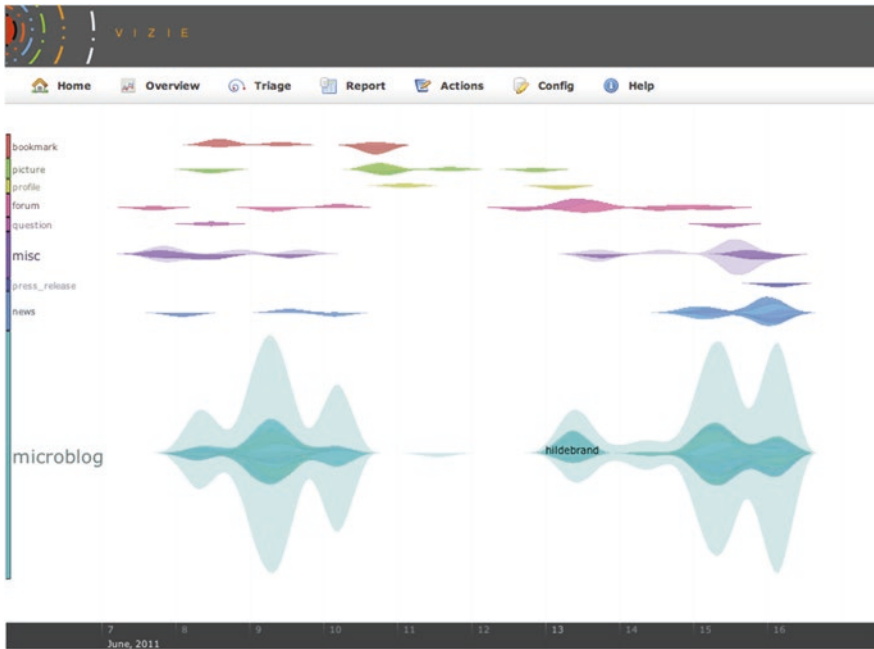 V I Z I E
Home Overview Triage Report Actions Config Help
bookmark
picture
profile
forum
question
misc
press_release
news
microblog
hildebrand
7 8 9 10 11 12 13 14 15 16
June, 2011